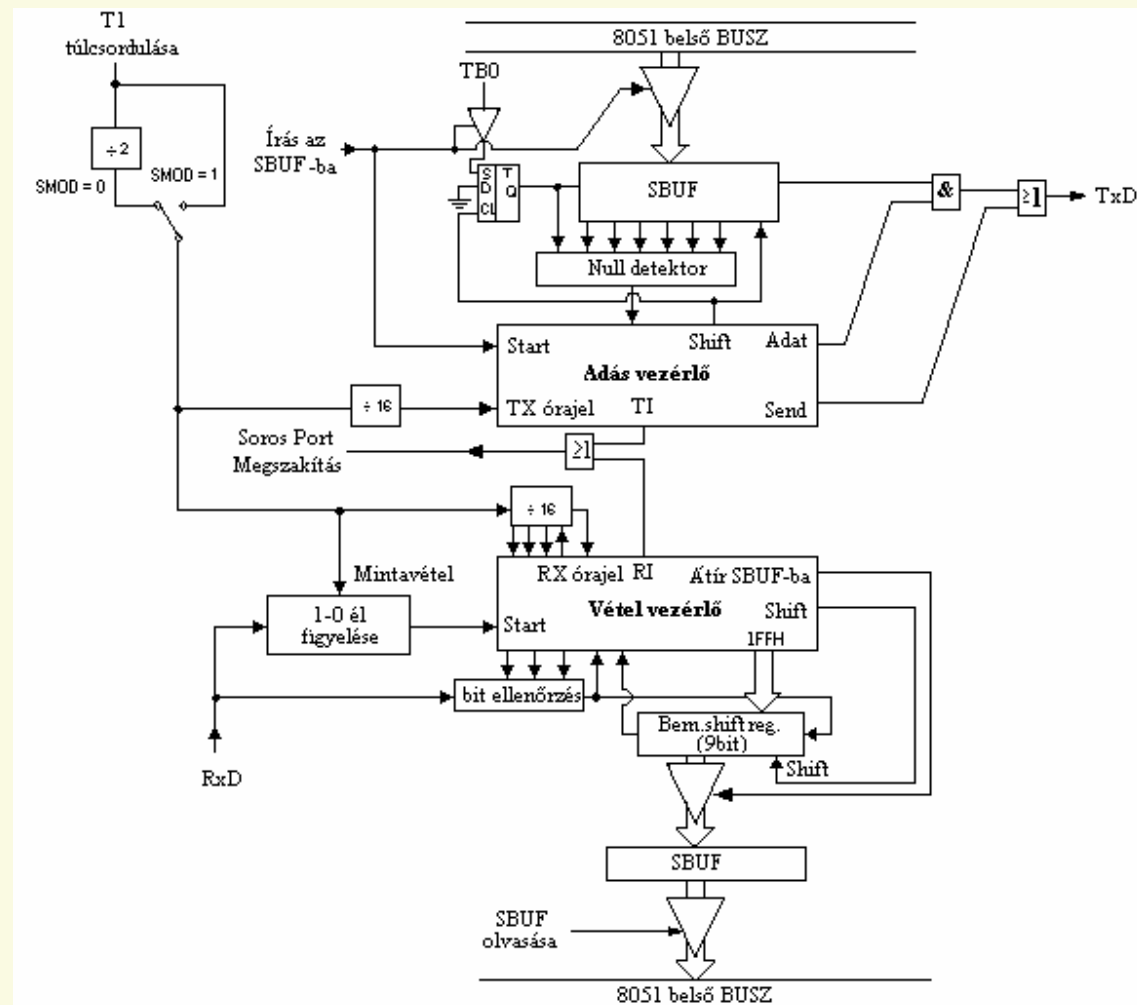 T1
túlcsordulása
8051 belső BUSZ
TB0
Írás az
SBUF-ba
÷ 2
SMOD = 0
SMOD = 1
S T
D Q
CL
SBUF
&
≥1
TxD
Null detektor
Start
Shift
Adat
Adás vezérlő
TX órajel
TI
Send
÷ 16
Soros Port
Megszakítás
≥1
÷ 16
Mintavétel
RX órajel
RI
Átír SBUF-ba
1-0 él
figyelése
Start
Vétel vezérlő
Shift
1FFH
bit ellenőrzés
Bem.shift reg.
(9bit)
Shift
RxD
SBUF
SBUF
olvasása
8051 belső BUSZ